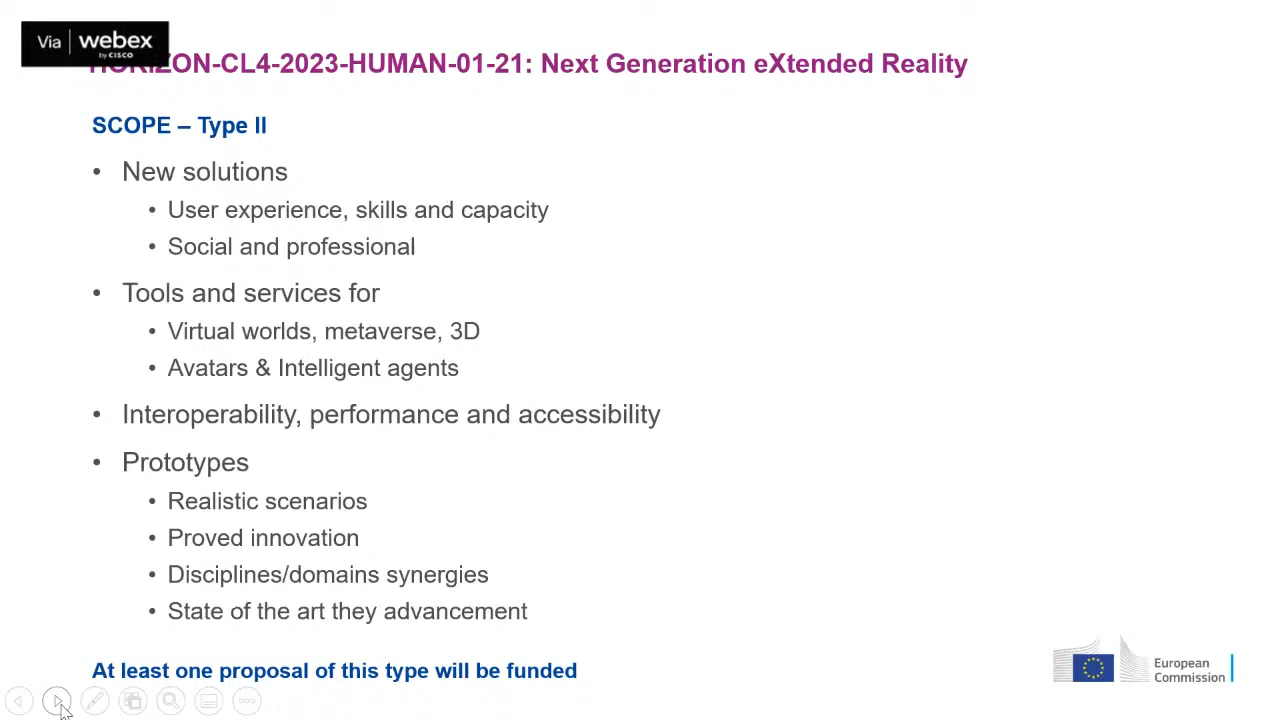 Via webex
by CISCO
HORIZON-CL4-2023-HUMAN-01-21: Next Generation eXtended Reality
SCOPE – Type II
• New solutions
• User experience, skills and capacity
• Social and professional
• Tools and services for
• Virtual worlds, metaverse, 3D
• Avatars & Intelligent agents
• Interoperability, performance and accessibility
• Prototypes
• Realistic scenarios
• Proved innovation
• Disciplines/domains synergies
• State of the art they advancement
At least one proposal of this type will be funded
European
Commission